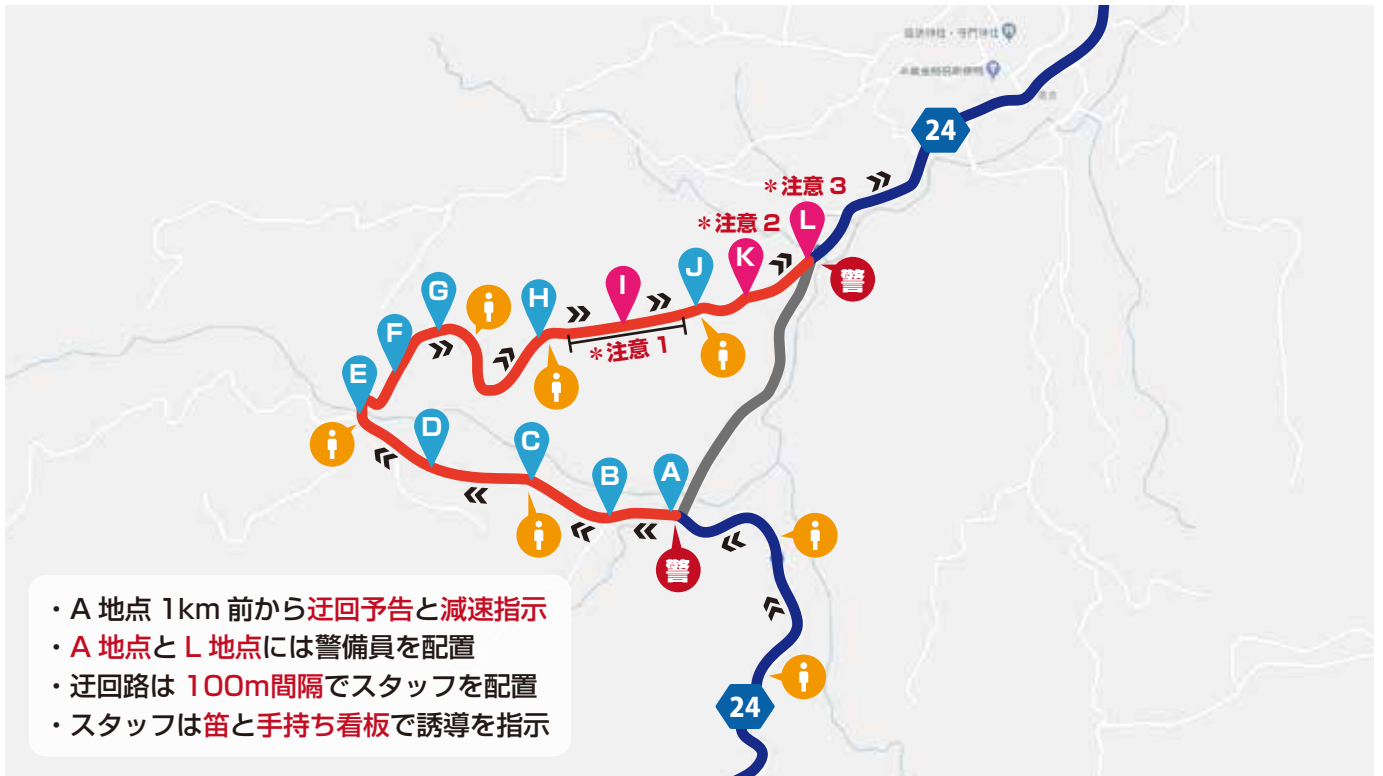 24
＊注意 3
＊注意 2
L
K
J
警
I
H
G
F
＊注意 1
E
D
C
B
A
警
24
・A 地点 1km 前から迂回予告と減速指示
・A 地点と L 地点には警備員を配置
・迂回路は 100m間隔でスタッフを配置
・スタッフは笛と手持ち看板で誘導を指示